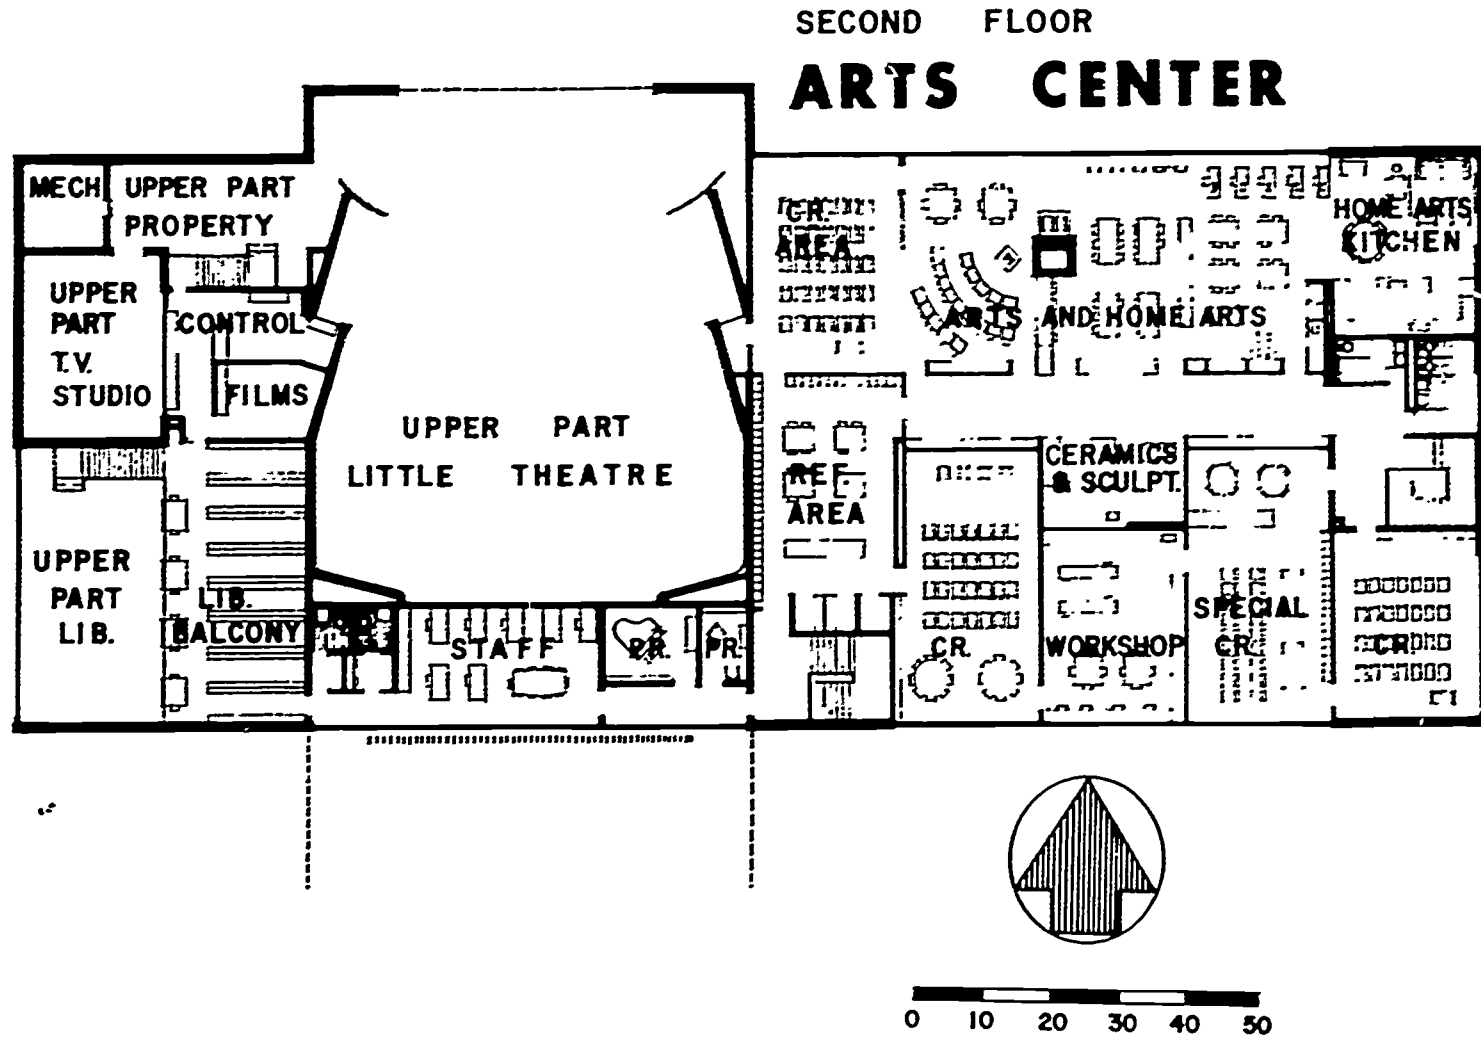 SECOND FLOOR
ARTS CENTER
MECH
UPPER PART
PROPERTY
UPPER
PART
T.V.
STUDIO
CONTROL
FILMS
UPPER PART
LITTLE THEATRE
UPPER
PART
LIB.
LIB.
BALCONY
STAFF
PR.
PR.
CR.
AREA
REF.
AREA
ARTS AND HOME ARTS
HOME ARTS
KITCHEN
CERAMICS
& SCULPT.
CR.
WORKSHOP
SPECIAL
CR.
CR.
0 10 20 30 40 50